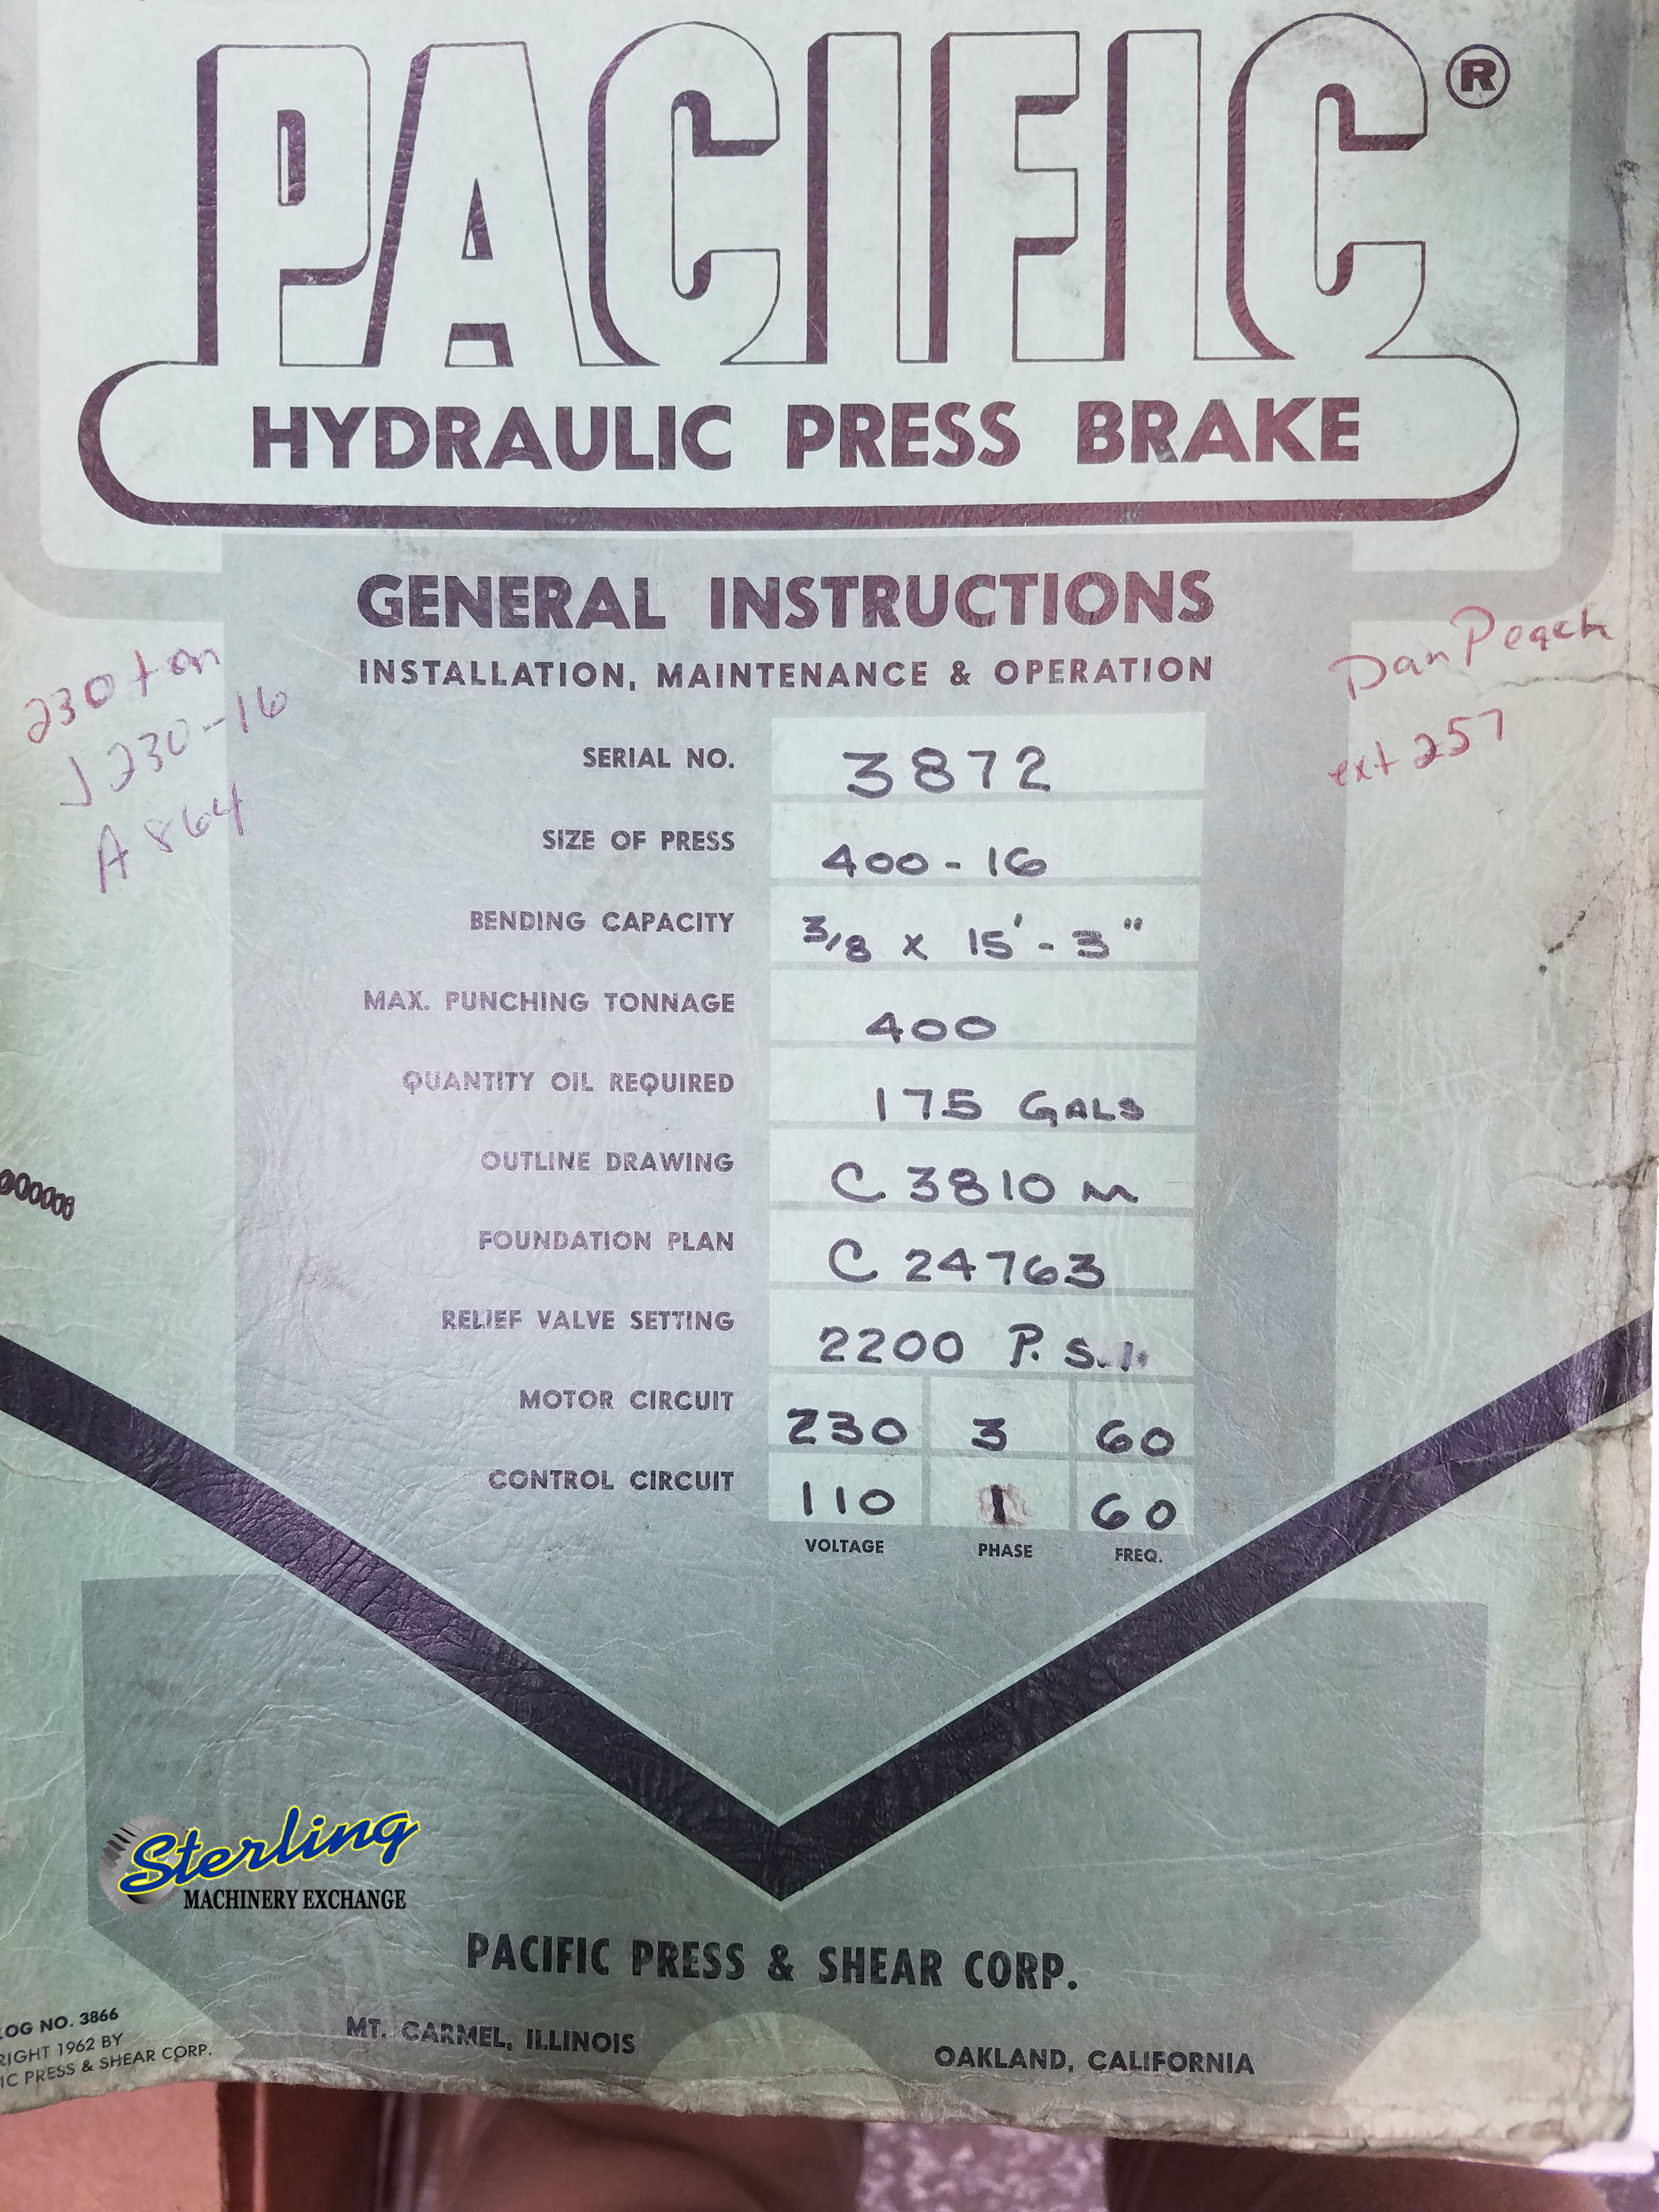 PACIFIC®
HYDRAULIC PRESS BRAKE
GENERAL INSTRUCTIONS
INSTALLATION, MAINTENANCE & OPERATION
230 ton
J230-16
A864
Dan Peach
ext 257
SERIAL NO. 3872
SIZE OF PRESS 400-16
BENDING CAPACITY 3/8 x 15'-3"
MAX. PUNCHING TONNAGE 400
QUANTITY OIL REQUIRED 175 GALS
OUTLINE DRAWING C 3810 M
FOUNDATION PLAN C 24763
RELIEF VALVE SETTING 2200 P.S.I.
MOTOR CIRCUIT 230 3 60
CONTROL CIRCUIT 110 1 60
VOLTAGE PHASE FREQ.
Sterling
MACHINERY EXCHANGE
PACIFIC PRESS & SHEAR CORP.
MT. CARMEL, ILLINOIS
OAKLAND, CALIFORNIA
LOG NO. 3866
RIGHT 1962 BY
IC PRESS & SHEAR CORP.